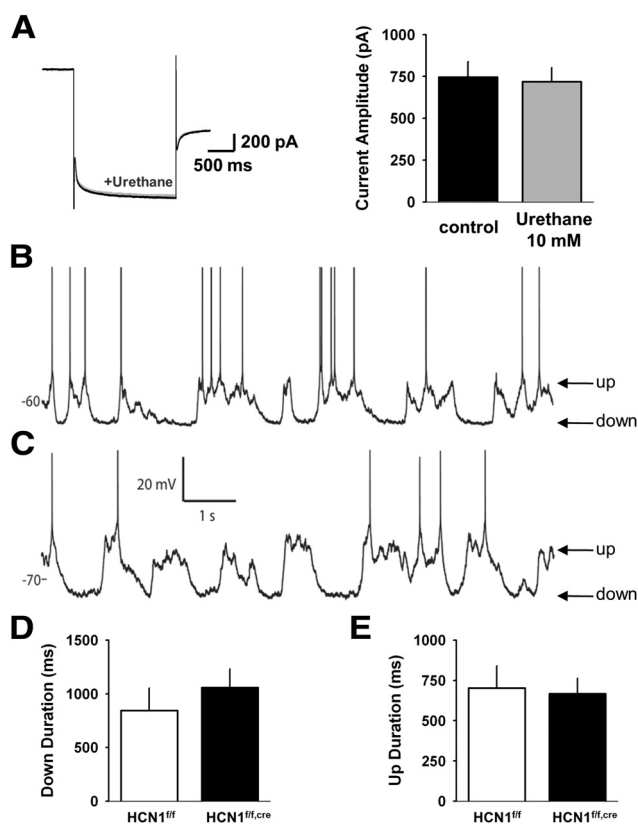 A
+Urethane
200 pA
500 ms
Current Amplitude (pA)
1000
750
500
250
0
control
Urethane
10 mM
B
-60
up
down
C
20 mV
1 s
-70
up
down
D
Down Duration (ms)
1500
1000
500
0
HCN1f/f
HCN1f/f,cre
E
Up Duration (ms)
1000
750
500
250
0
HCN1f/f
HCN1f/f,cre